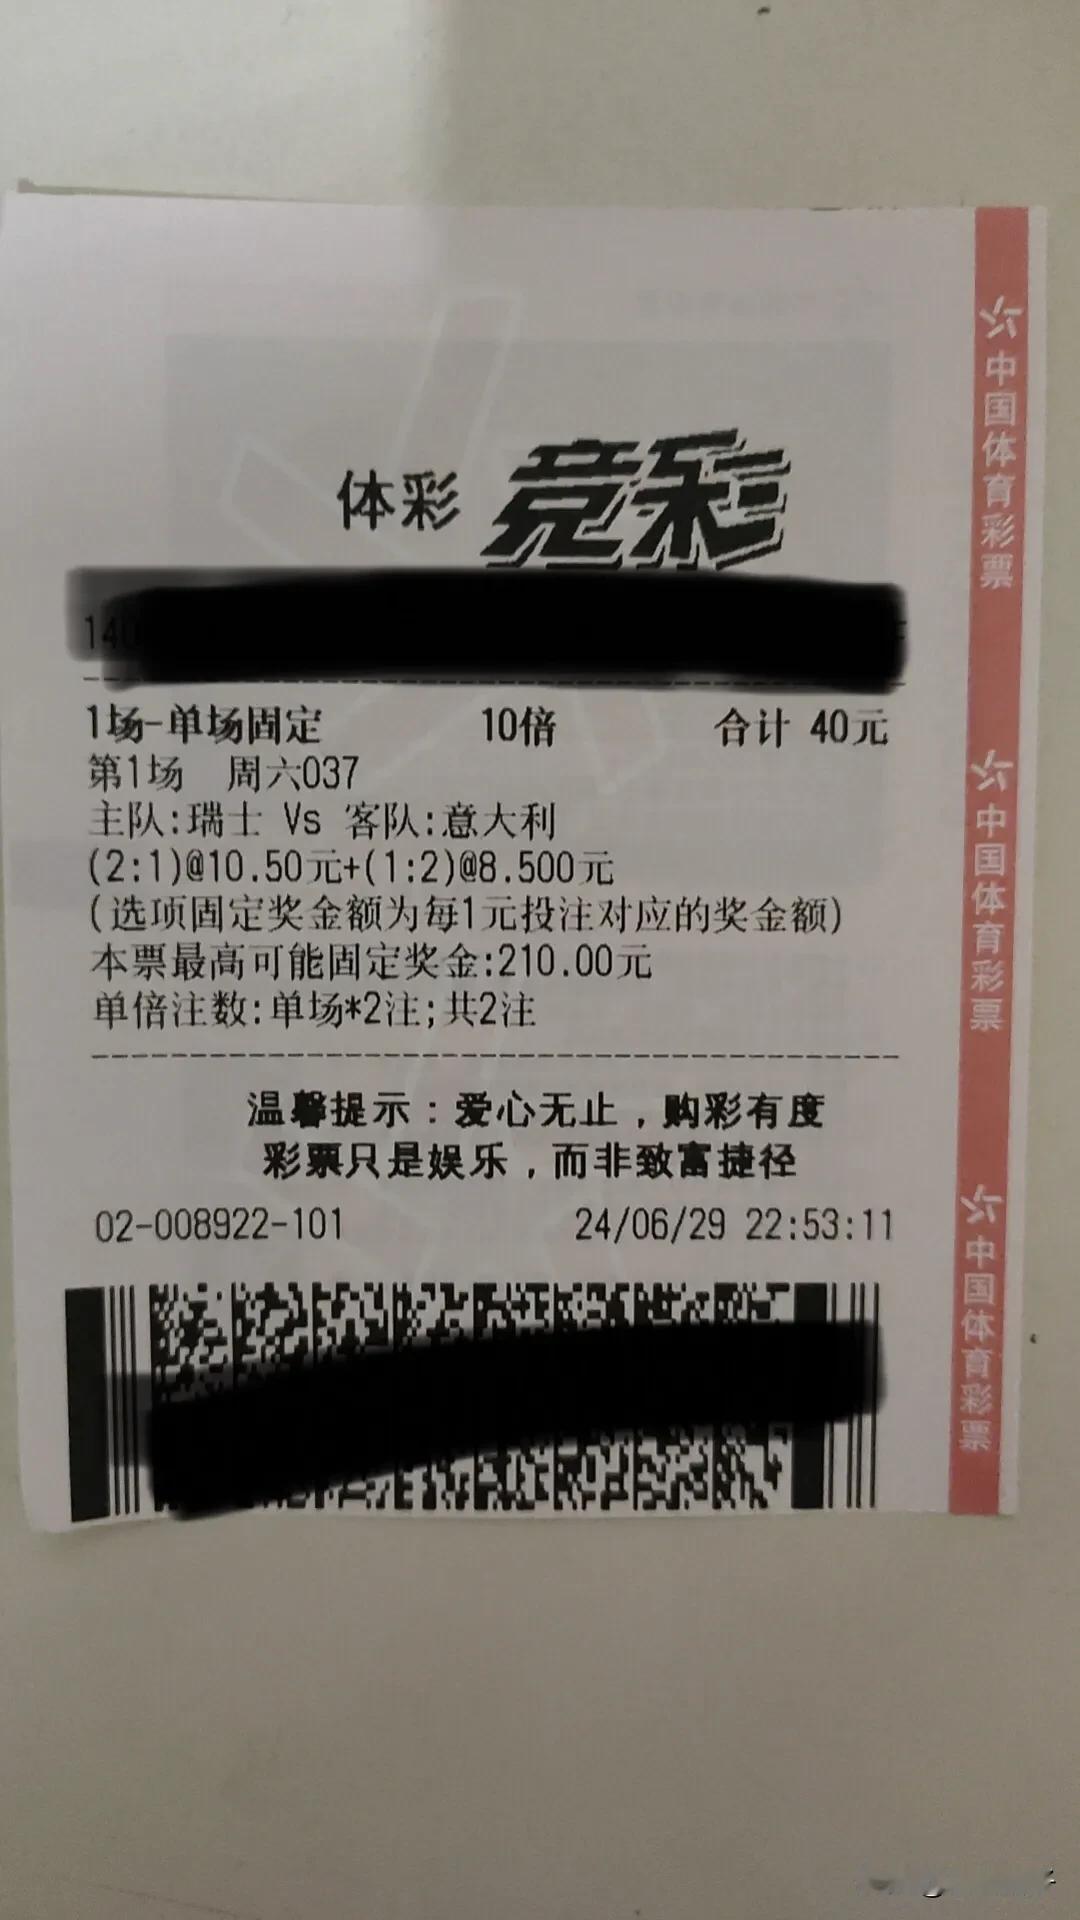 体彩 竞彩
1场-单场固定 10倍 合计 40元
第1场 周六037
主队:瑞士 Vs 客队:意大利
(2:1)@10.50元+(1:2)@8.500元
(选项固定奖金额为每1元投注对应的奖金额)
本票最高可能固定奖金:210.00元
单倍注数:单场*2注;共2注
温馨提示：爱心无止，购彩有度
彩票只是娱乐，而非致富捷径
02-008922-101 24/06/29 22:53:11
中国体育彩票
中国体育彩票
中国体育彩票